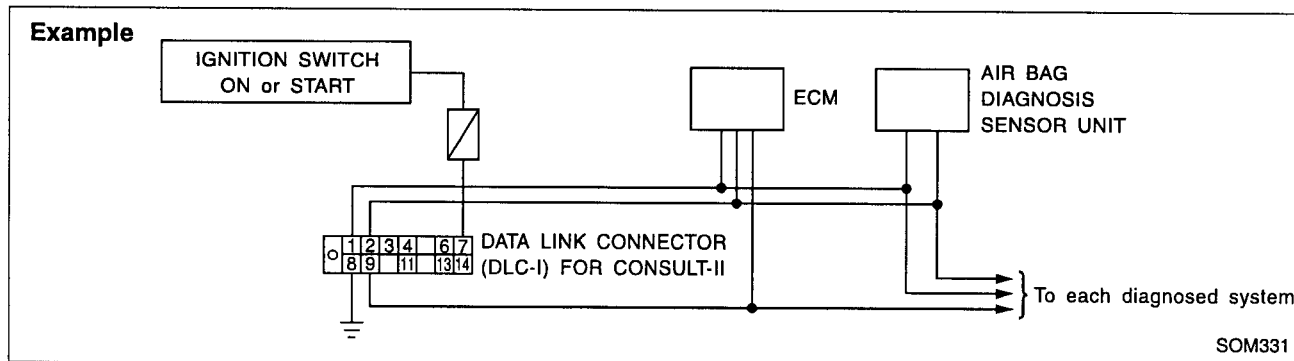 Example
IGNITION SWITCH
ON or START
ECM
AIR BAG
DIAGNOSIS
SENSOR UNIT
1 2 3 4 6 7
8 9 11 13 14
DATA LINK CONNECTOR
(DLC-I) FOR CONSULT-II
To each diagnosed system
SOM331